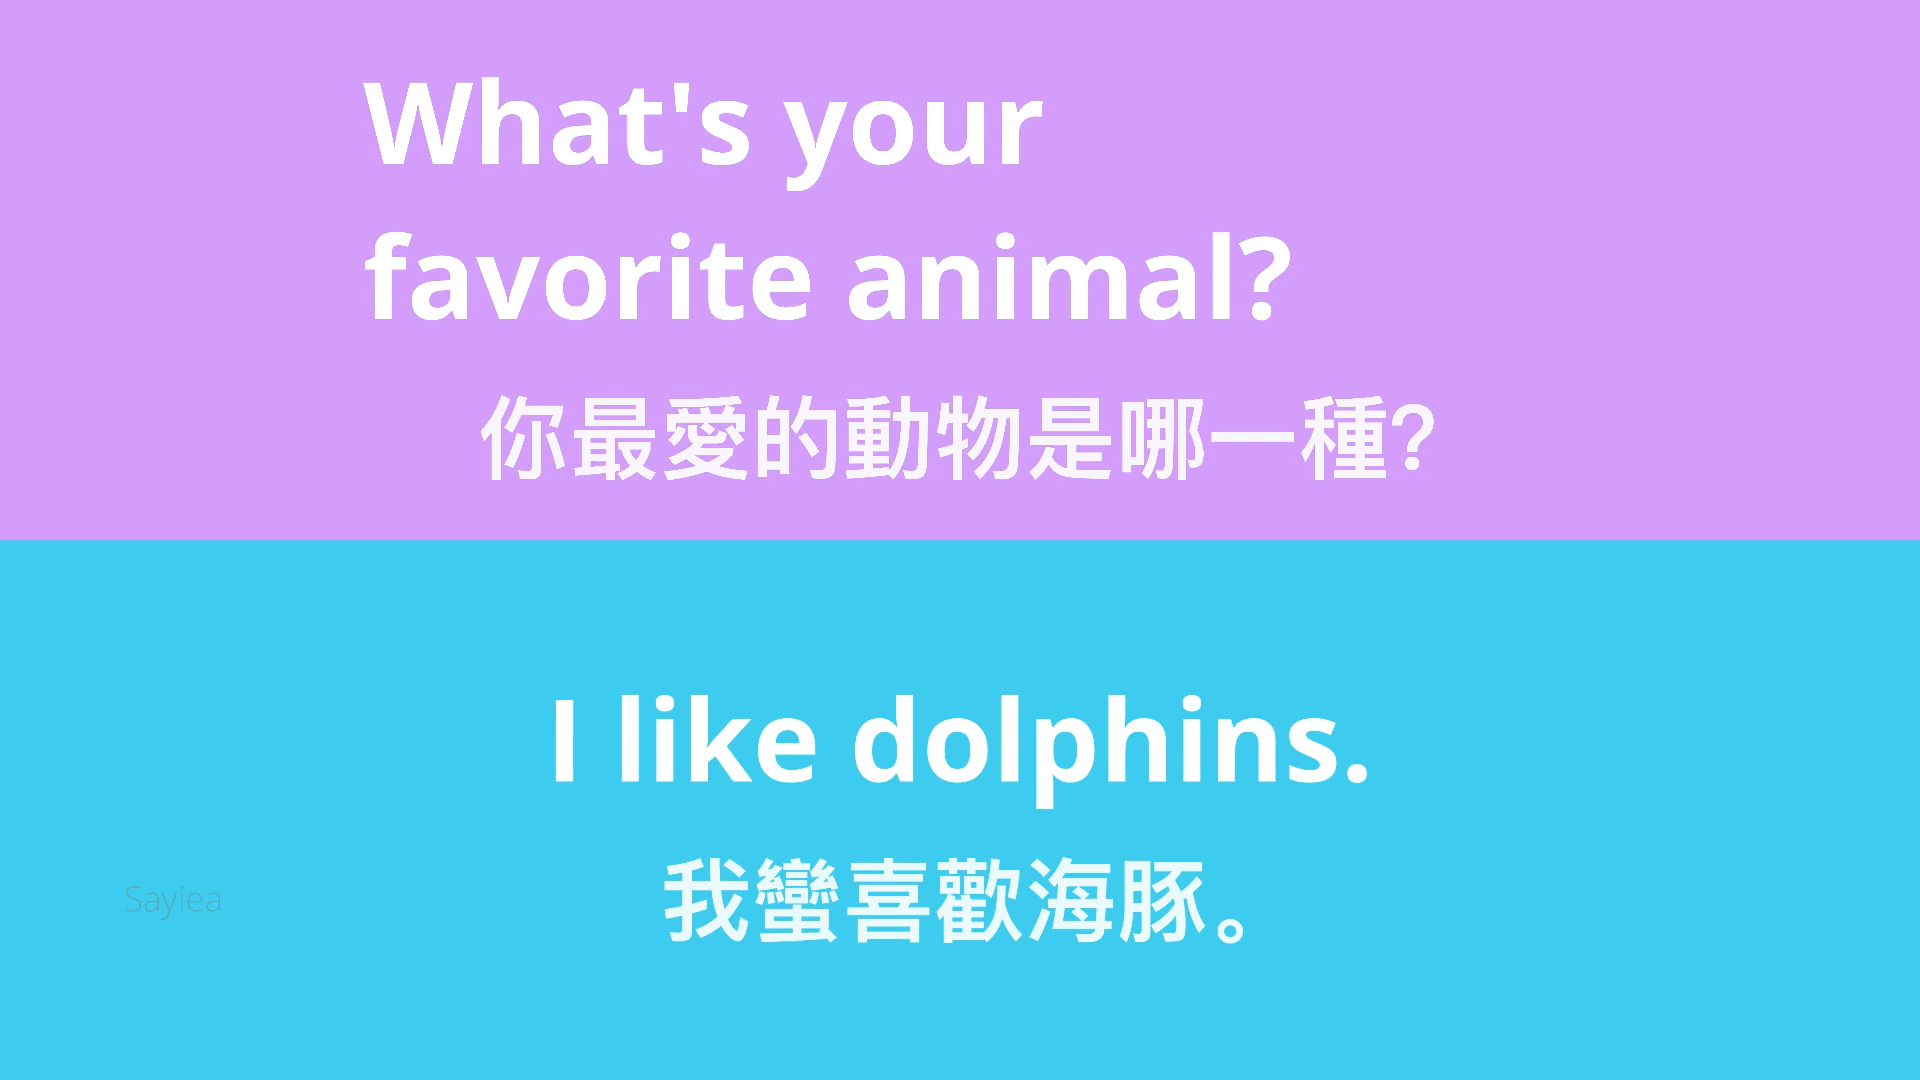 What's your
favorite animal?
你最愛的動物是哪一種?
I like dolphins.
我蠻喜歡海豚。
Sayiea